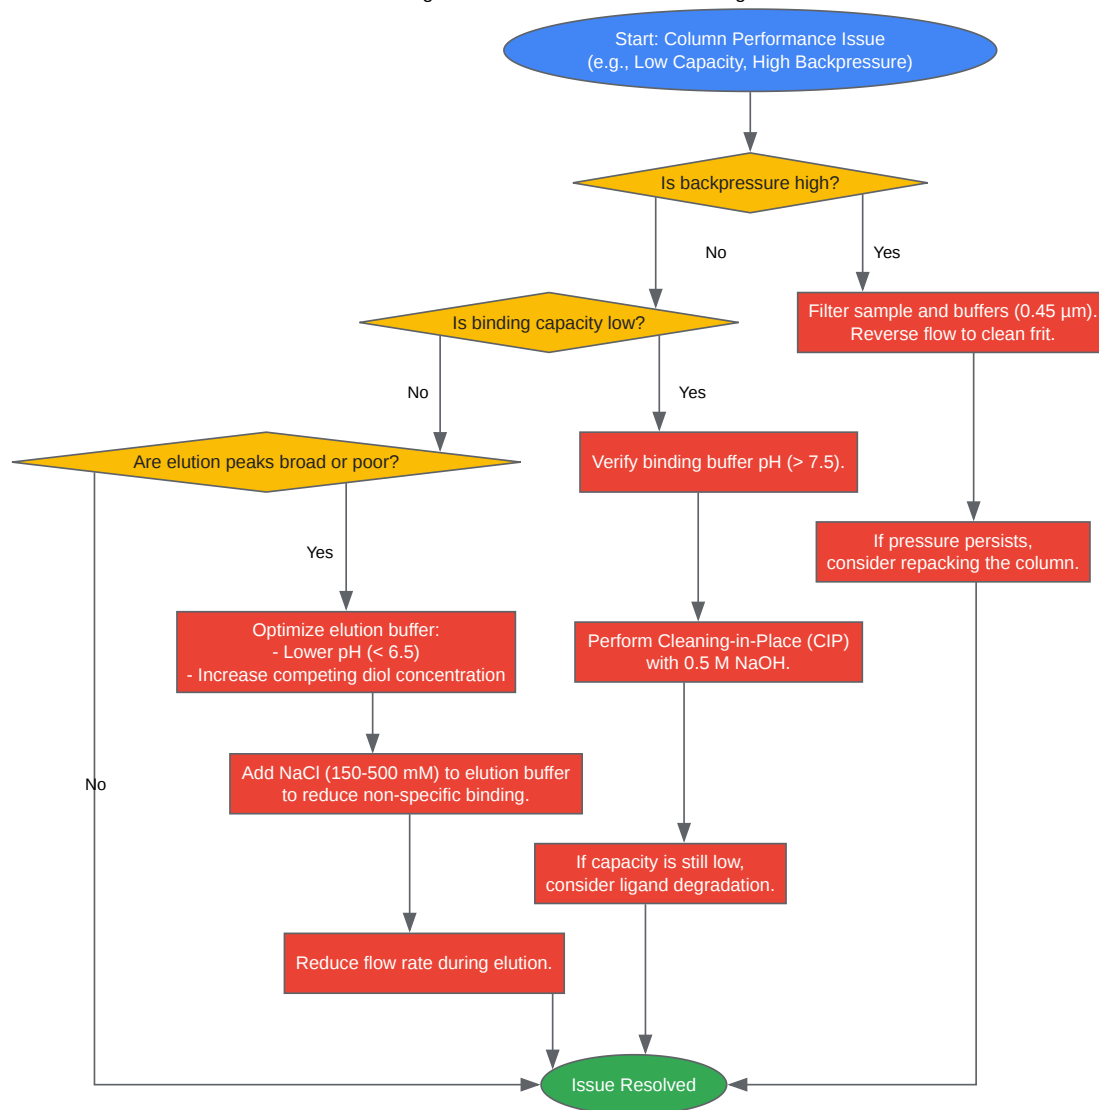 Start: Column Performance Issue
(e.g., Low Capacity, High Backpressure)
Is backpressure high?
No
Yes
Is binding capacity low?
Filter sample and buffers (0.45 µm).
Reverse flow to clean frit.
No
Yes
Are elution peaks broad or poor?
Verify binding buffer pH (> 7.5).
Yes
If pressure persists,
consider repacking the column.
Optimize elution buffer:
- Lower pH (< 6.5)
- Increase competing diol concentration
Perform Cleaning-in-Place (CIP)
with 0.5 M NaOH.
No
Add NaCl (150-500 mM) to elution buffer
to reduce non-specific binding.
If capacity is still low,
consider ligand degradation.
Reduce flow rate during elution.
Issue Resolved